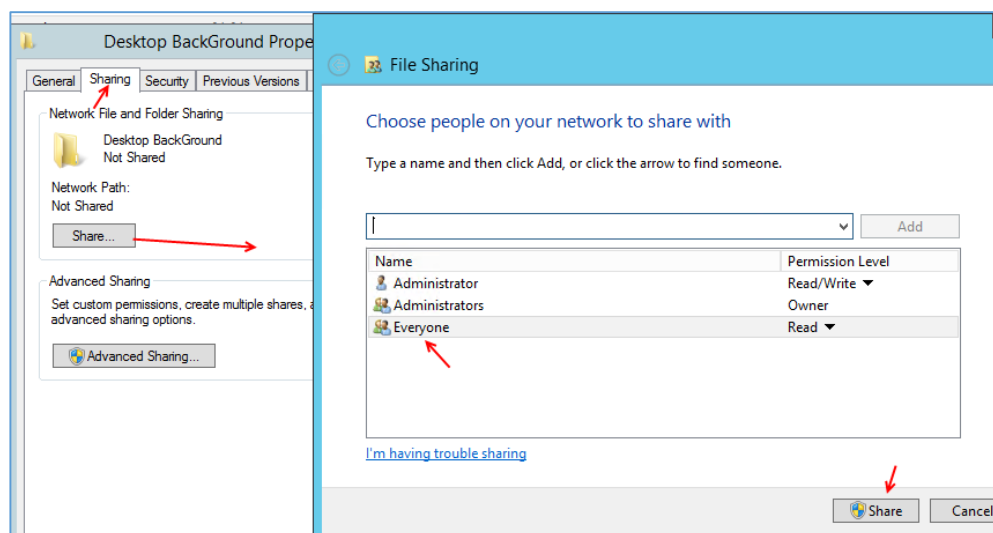 Desktop BackGround Prope
General Sharing Security Previous Versions
Network File and Folder Sharing
Desktop BackGround
Not Shared
Network Path:
Not Shared
Share...
Advanced Sharing
Set custom permissions, create multiple shares, a
advanced sharing options.
Advanced Sharing...
File Sharing
Choose people on your network to share with
Type a name and then click Add, or click the arrow to find someone.
Add
Name Permission Level
Administrator Read/Write
Administrators Owner
Everyone Read
I'm having trouble sharing
Share Cancel